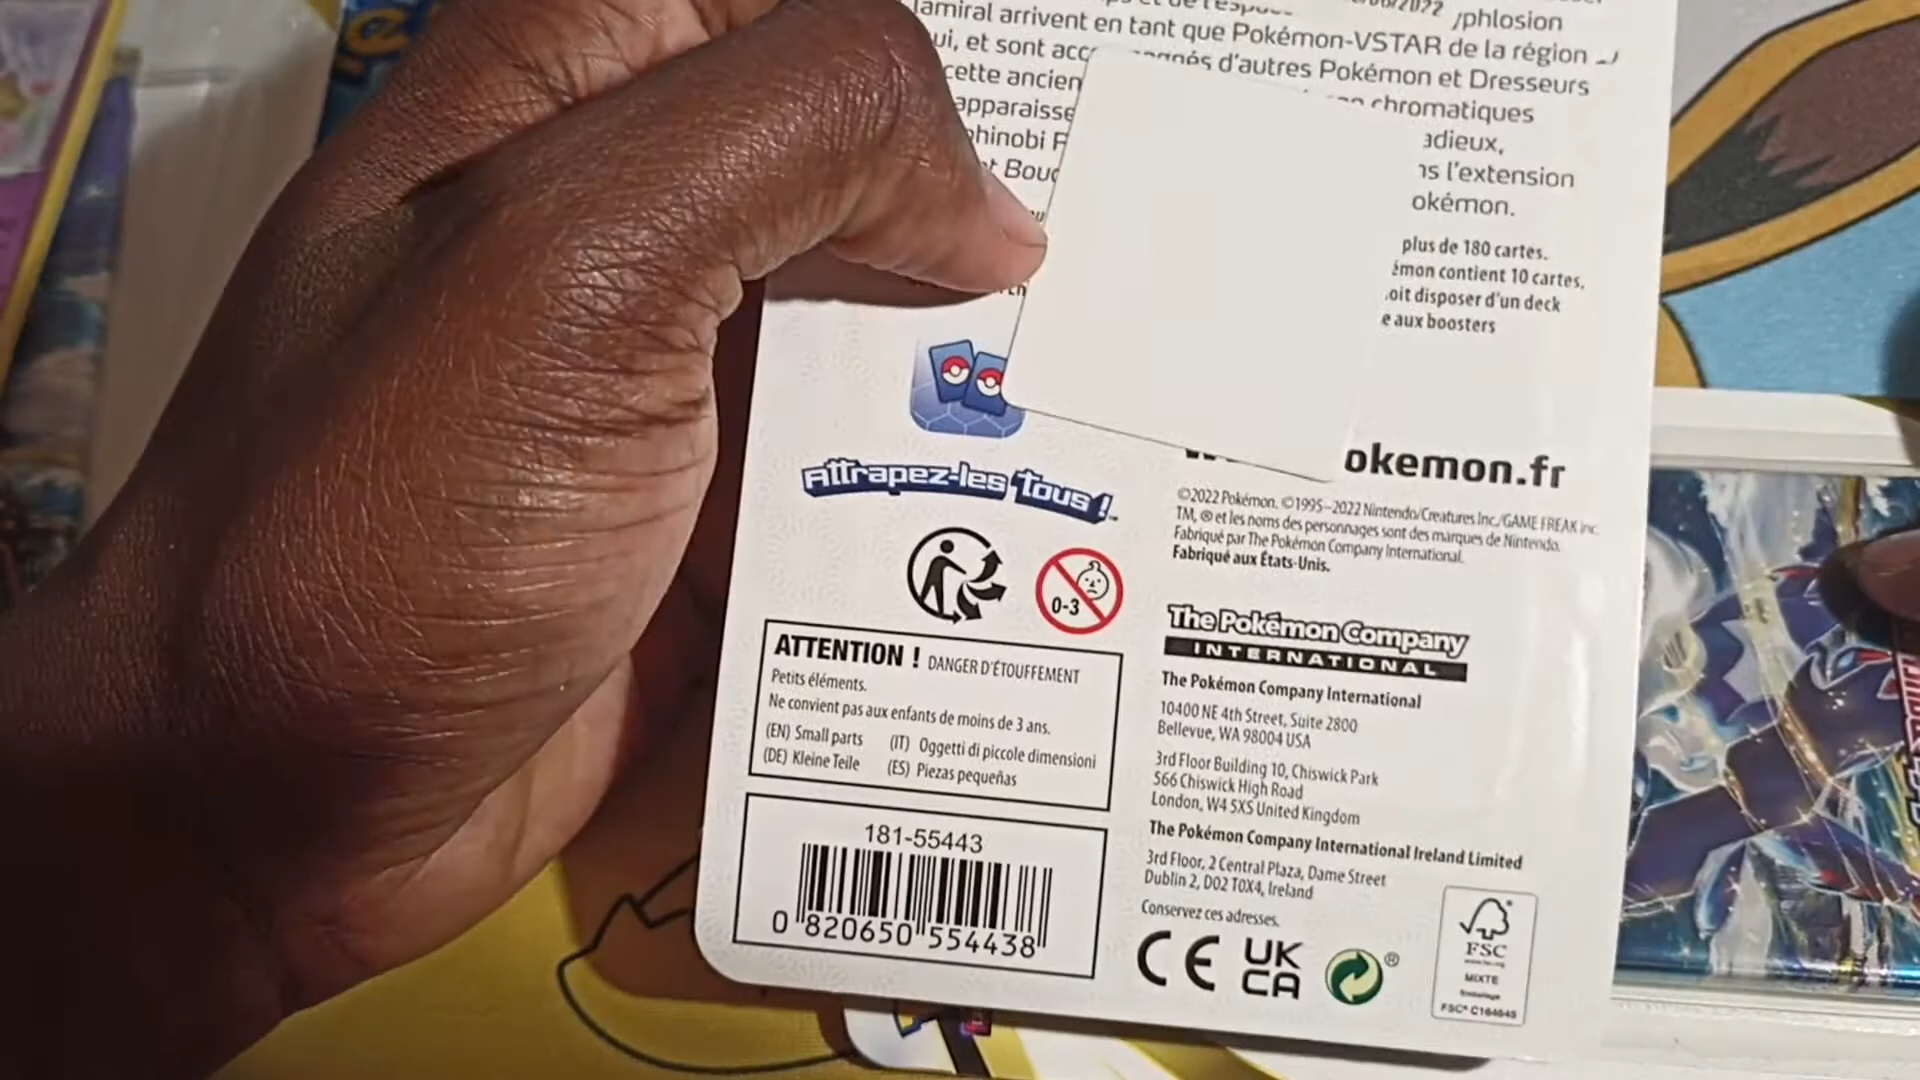 /phlosion
lamiral arrivent en tant que Pokémon-VSTAR de la région
ui, et sont acc d'autres Pokémon et Dresseurs
cette ancien chromatiques
apparaisse adieux,
hinobi ns l'extension
t Bouc okémon.
plus de 180 cartes.
émon contient 10 cartes,
oit disposer d'un deck
e aux boosters
okemon.fr
Attrapez-les tous !
©2022 Pokémon. ©1995–2022 Nintendo/Creatures Inc./GAME FREAK inc.
TM, ® et les noms des personnages sont des marques de Nintendo.
Fabriqué par The Pokémon Company International.
Fabriqué aux États-Unis.
0-3
The Pokémon Company
INTERNATIONAL
ATTENTION ! DANGER D'ÉTOUFFEMENT
Petits éléments.
Ne convient pas aux enfants de moins de 3 ans.
(EN) Small parts (IT) Oggetti di piccole dimensioni
(DE) Kleine Teile (ES) Piezas pequeñas
The Pokémon Company International
10400 NE 4th Street, Suite 2800
Bellevue, WA 98004 USA
3rd Floor Building 10, Chiswick Park
566 Chiswick High Road
London, W4 5XS United Kingdom
The Pokémon Company International Ireland Limited
3rd Floor, 2 Central Plaza, Dame Street
Dublin 2, D02 T0X4, Ireland
Conservez ces adresses.
181-55443
0 820650 554438
CE UK
CA
FSC
www.fsc.org
MIXTE
Emballage
FSC® C164645